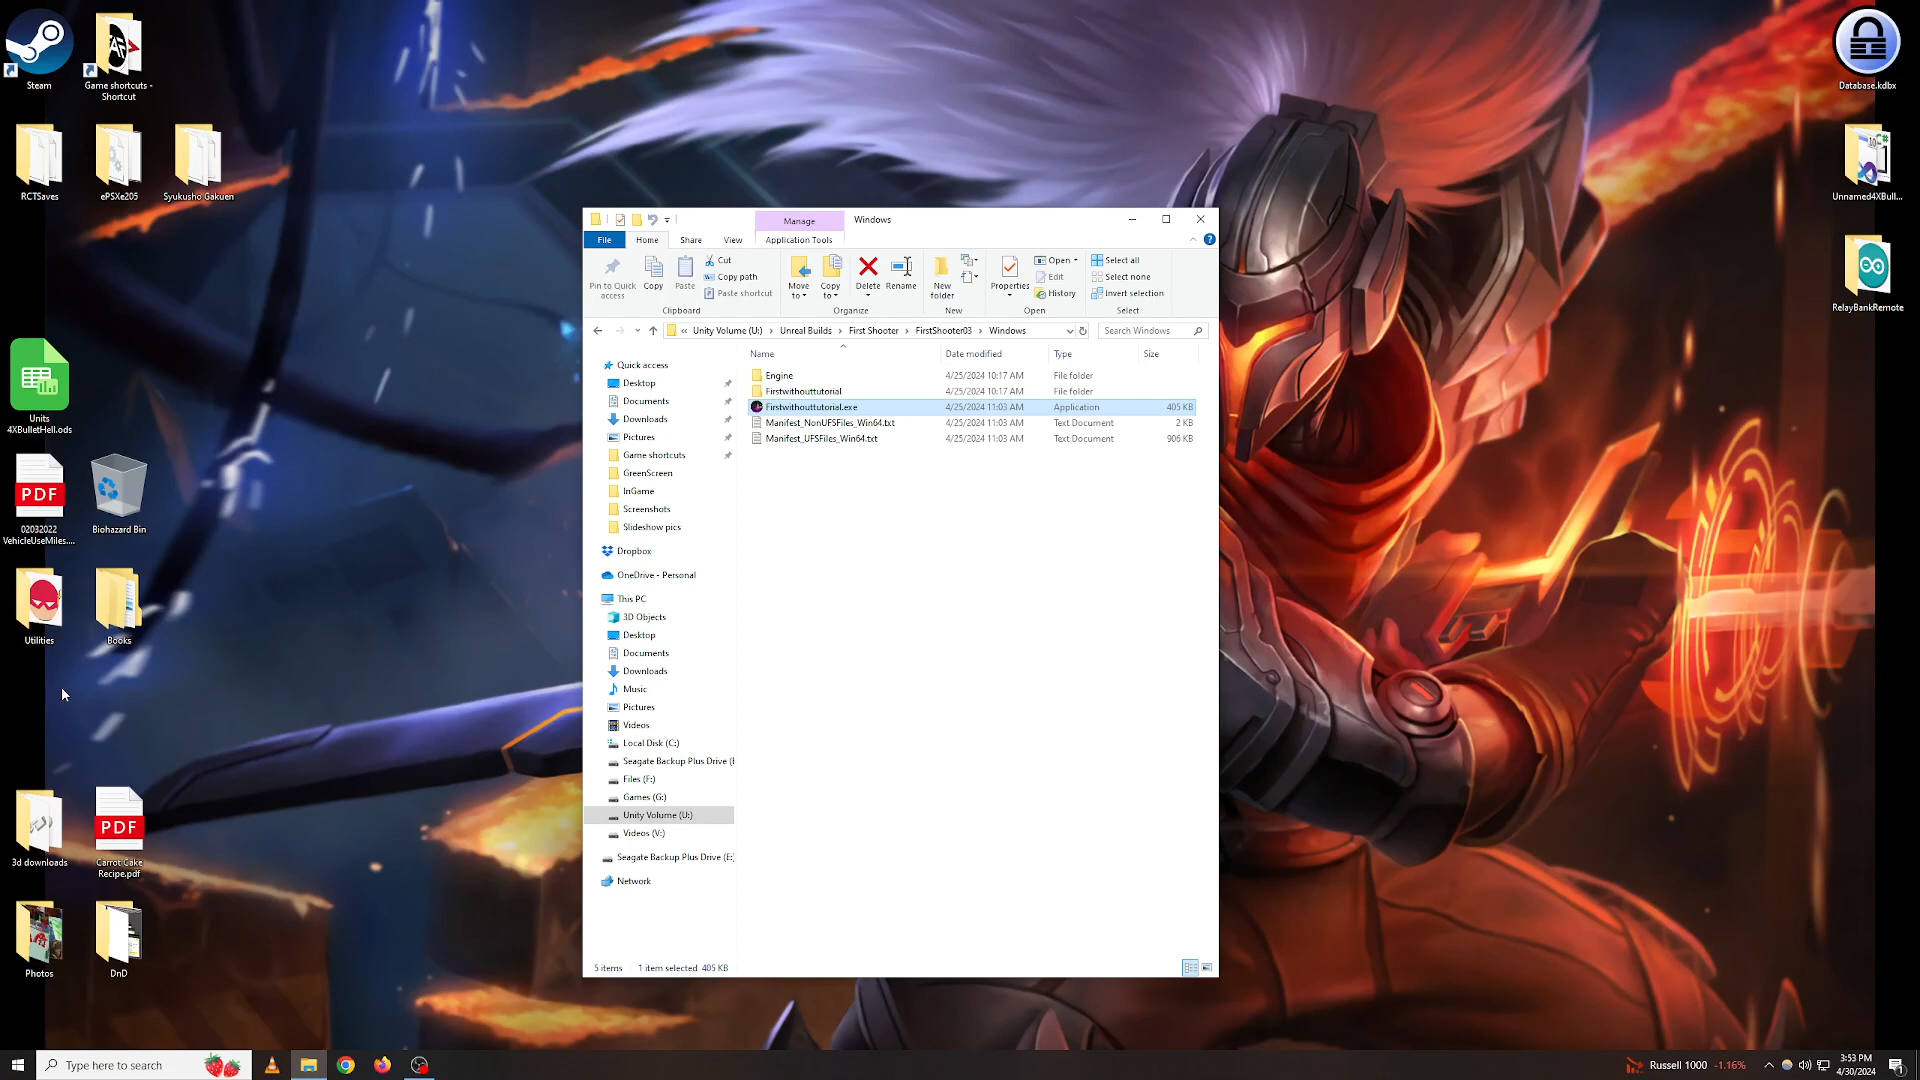 Steam
Game shortcuts -
Shortcut
RCTSaves
ePSXe205
Syukusho Gakuen
Units
4XBulletHell.ods
PDF
02032022
VehicleUseMiles....
Biohazard Bin
Utilities
Books
3d downloads
PDF
Carrot Cake
Recipe.pdf
Photos
DnD
Database.kdbx
Unnamed4XBull...
RelayBankRemote
Manage
Windows
File
Home
Share
View
Application Tools
Pin to Quick
access
Copy
Paste
Cut
Copy path
Paste shortcut
Clipboard
Move
to
Copy
to
Delete
Rename
Organize
New
folder
New
Properties
Open
Edit
History
Open
Select all
Select none
Invert selection
Select
« Unity Volume (U:) > Unreal Builds > First Shooter > FirstShooter03 > Windows
Search Windows
Name
Date modified
Type
Size
Engine 4/25/2024 10:17 AM File folder
Firstwithouttutorial 4/25/2024 10:17 AM File folder
Firstwithouttutorial.exe 4/25/2024 11:03 AM Application 405 KB
Manifest_NonUFSFiles_Win64.txt 4/25/2024 11:03 AM Text Document 2 KB
Manifest_UFSFiles_Win64.txt 4/25/2024 11:03 AM Text Document 906 KB
Quick access
Desktop
Documents
Downloads
Pictures
Game shortcuts
GreenScreen
InGame
Screenshots
Slideshow pics
Dropbox
OneDrive - Personal
This PC
3D Objects
Desktop
Documents
Downloads
Music
Pictures
Videos
Local Disk (C:)
Seagate Backup Plus Drive (E
Files (F:)
Games (G:)
Unity Volume (U:)
Videos (V:)
Seagate Backup Plus Drive (E:)
Network
5 items 1 item selected 405 KB
Type here to search
Russell 1000 -1.16%
3:53 PM
4/30/2024